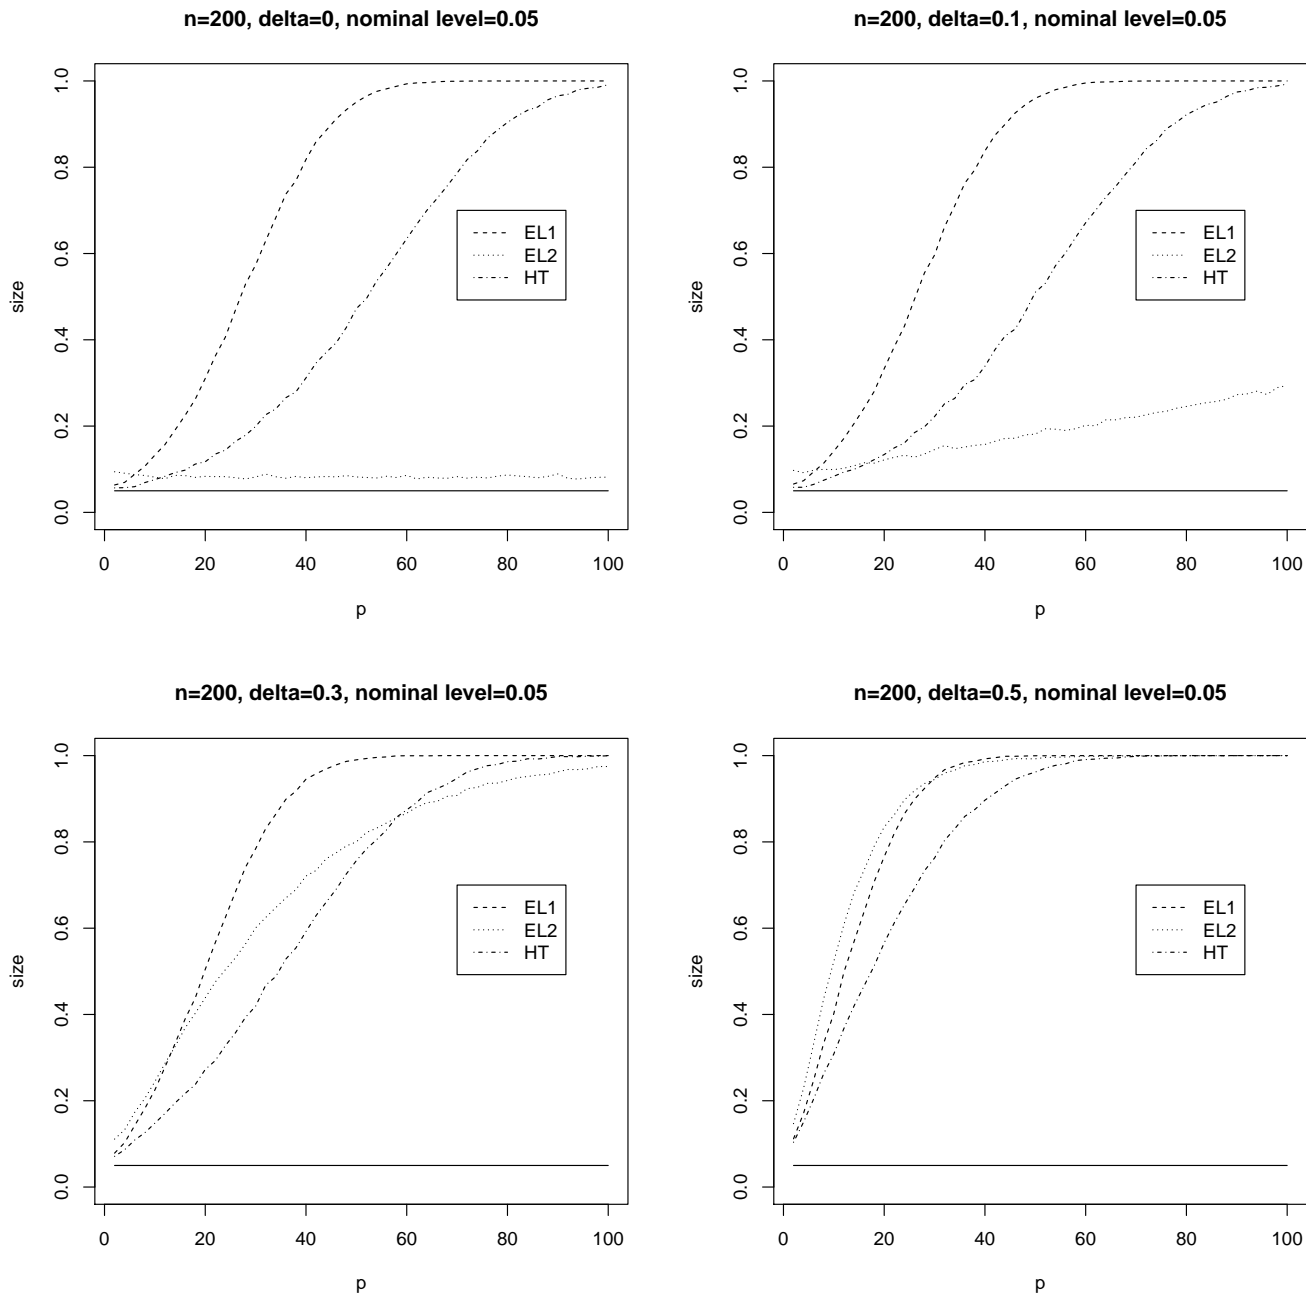 n=200, delta=0, nominal level=0.05
size
0.0 0.2 0.4 0.6 0.8 1.0
EL1
EL2
HT
0 20 40 60 80 100
p
n=200, delta=0.1, nominal level=0.05
size
0.0 0.2 0.4 0.6 0.8 1.0
EL1
EL2
HT
0 20 40 60 80 100
p
n=200, delta=0.3, nominal level=0.05
size
0.0 0.2 0.4 0.6 0.8 1.0
EL1
EL2
HT
0 20 40 60 80 100
p
n=200, delta=0.5, nominal level=0.05
size
0.0 0.2 0.4 0.6 0.8 1.0
EL1
EL2
HT
0 20 40 60 80 100
p